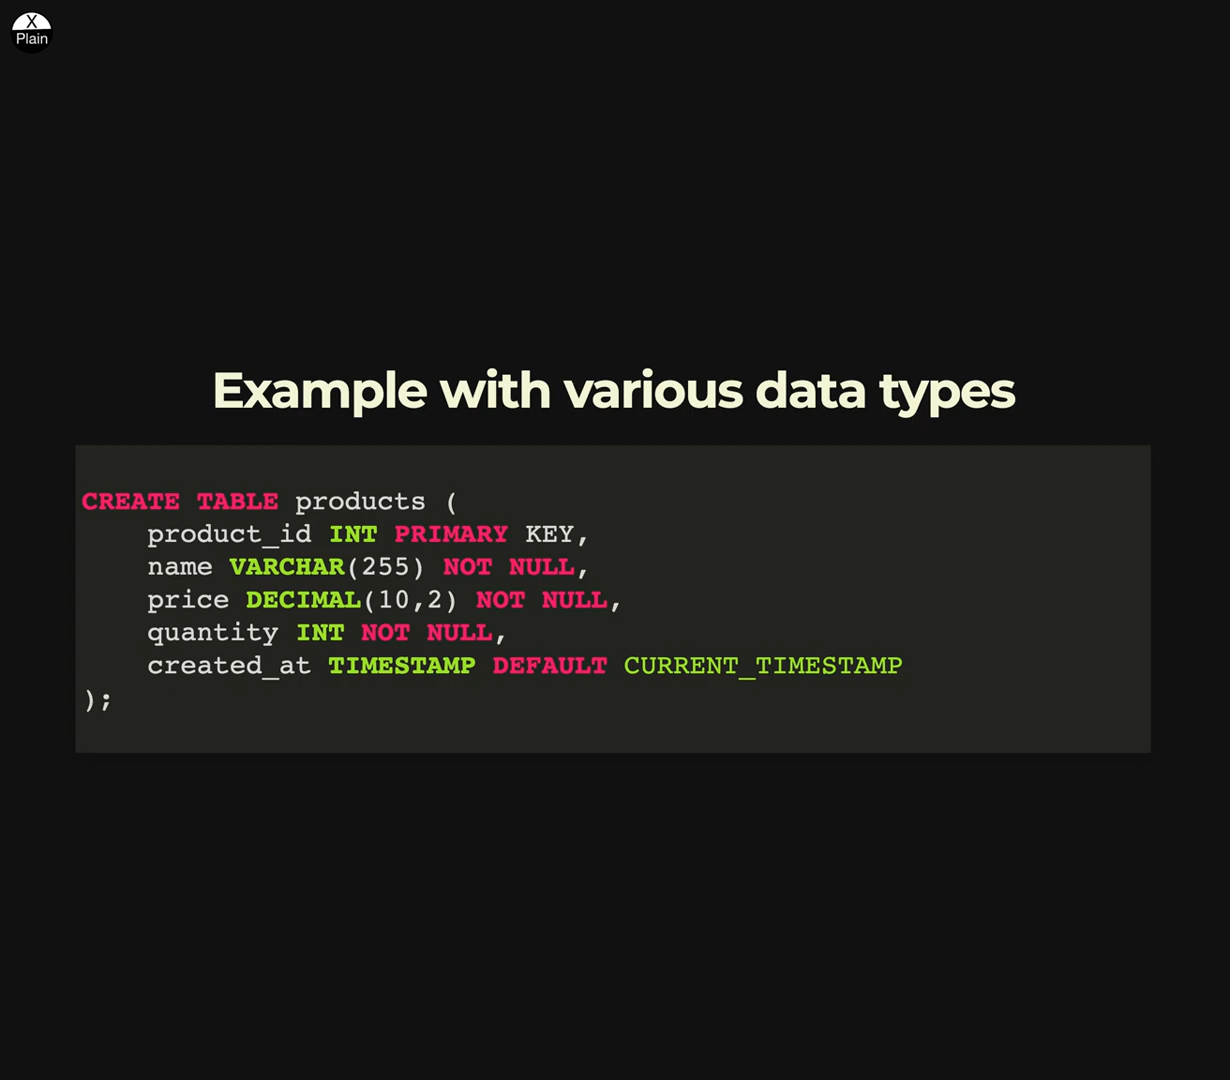 X
Plain
Example with various data types
CREATE TABLE products (
    product_id INT PRIMARY KEY,
    name VARCHAR(255) NOT NULL,
    price DECIMAL(10,2) NOT NULL,
    quantity INT NOT NULL,
    created_at TIMESTAMP DEFAULT CURRENT_TIMESTAMP
);